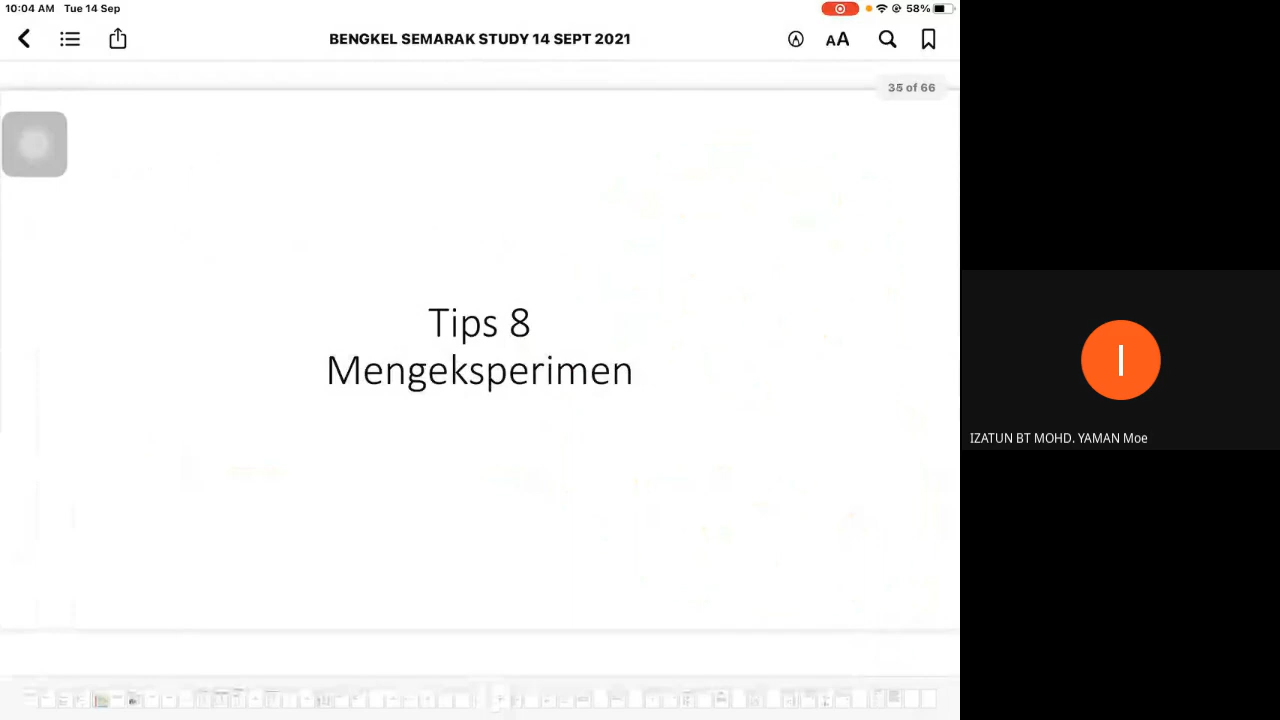 10:04 AM Tue 14 Sep
58%
BENGKEL SEMARAK STUDY 14 SEPT 2021
AA
35 of 66
Tips 8
Mengeksperimen
I
IZATUN BT MOHD. YAMAN Moe